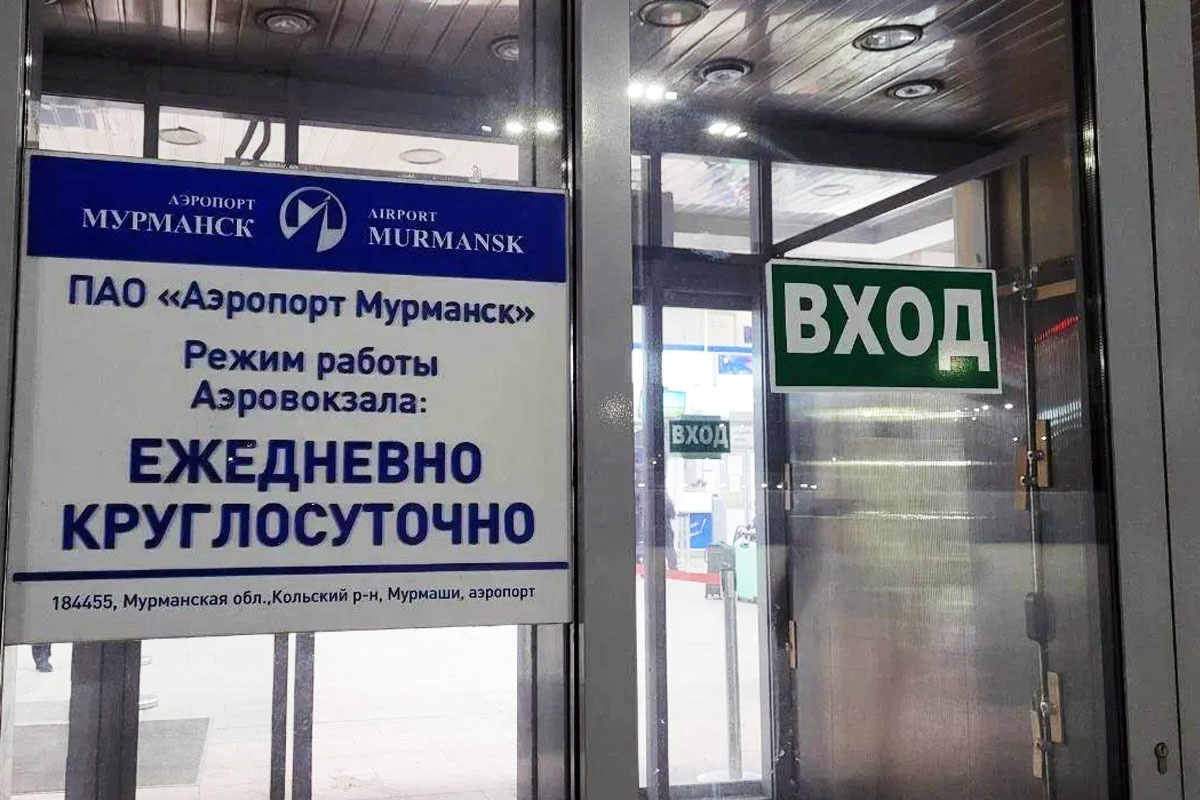 АЭРОПОРТ
МУРМАНСК
AIRPORT
MURMANSK
ПАО «Аэропорт Мурманск»
Режим работы
Аэровокзала:
ЕЖЕДНЕВНО
КРУГЛОСУТОЧНО
184455, Мурманская обл.,Кольский р-н, Мурмаши, аэропорт
ВХОД
ВХОД